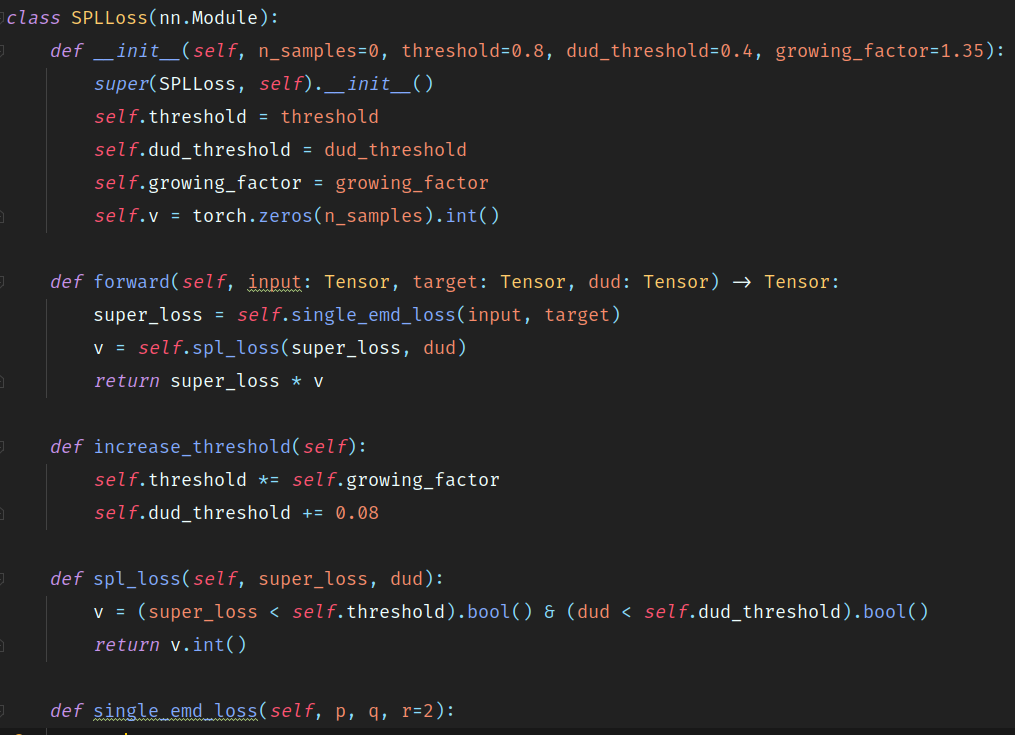 class SPLLoss(nn.Module):
    def __init__(self, n_samples=0, threshold=0.8, dud_threshold=0.4, growing_factor=1.35):
        super(SPLLoss, self).__init__()
        self.threshold = threshold
        self.dud_threshold = dud_threshold
        self.growing_factor = growing_factor
        self.v = torch.zeros(n_samples).int()
    def forward(self, input: Tensor, target: Tensor, dud: Tensor) → Tensor:
        super_loss = self.single_emd_loss(input, target)
        v = self.spl_loss(super_loss, dud)
        return super_loss * v
    def increase_threshold(self):
        self.threshold *= self.growing_factor
        self.dud_threshold += 0.08
    def spl_loss(self, super_loss, dud):
        v = (super_loss < self.threshold).bool() & (dud < self.dud_threshold).bool()
        return v.int()
    def single_emd_loss(self, p, q, r=2):